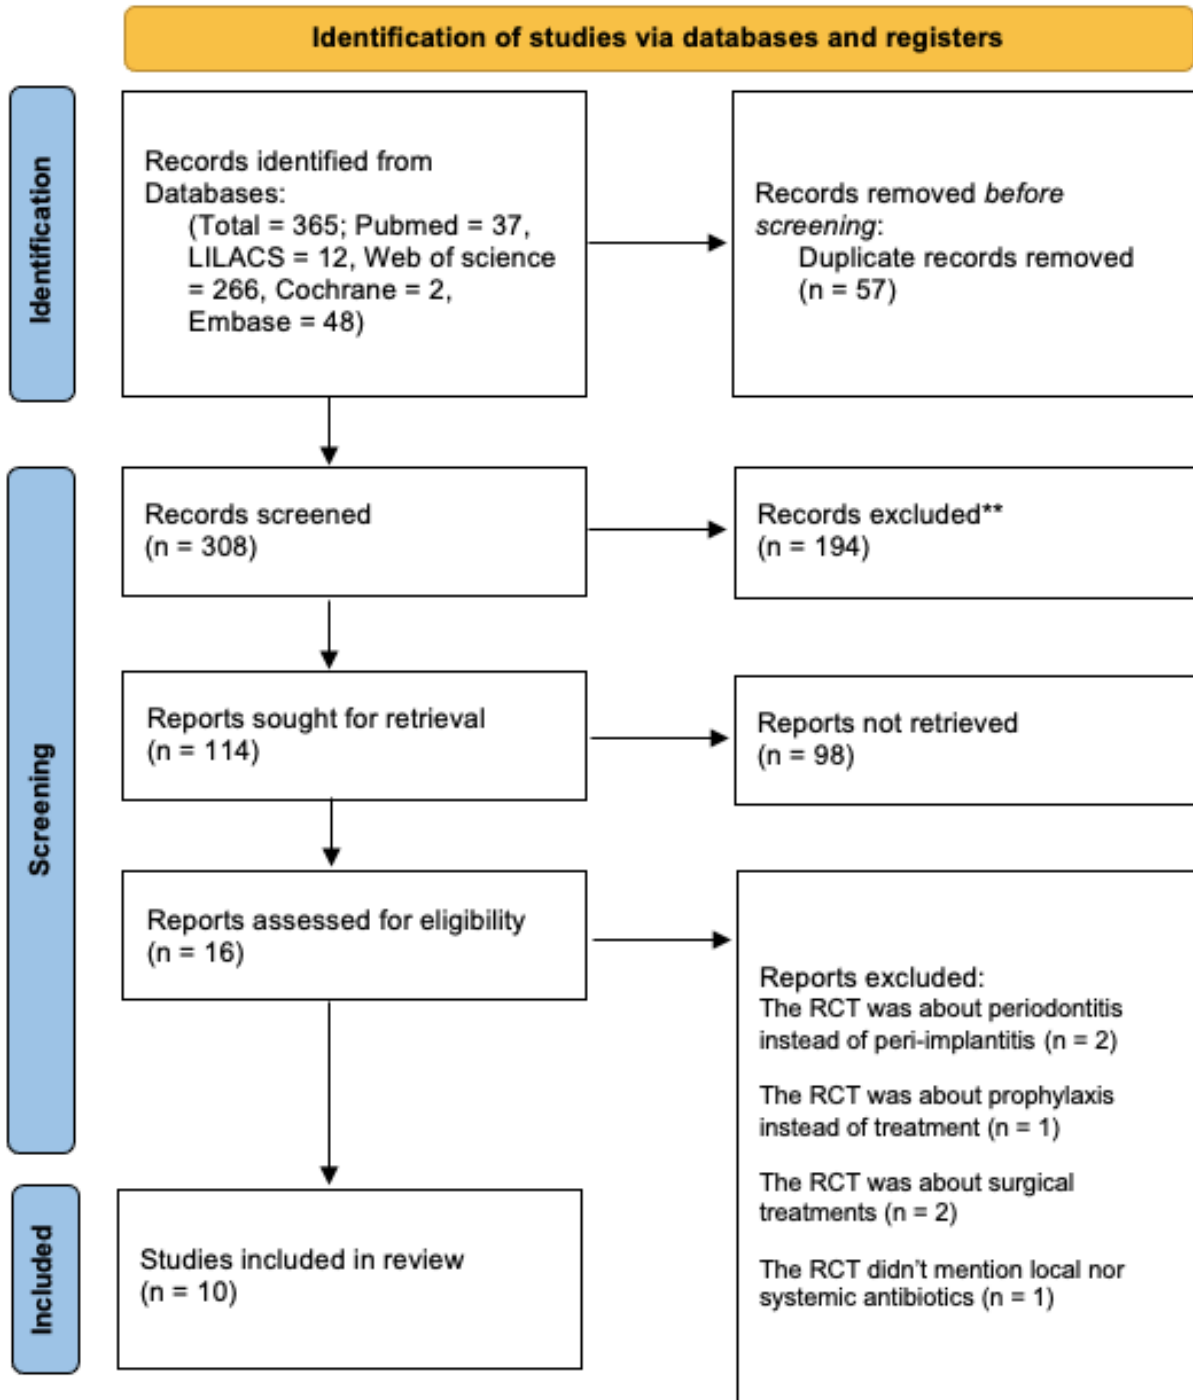 Identification of studies via databases and registers
Identification
Records identified from
Databases:
(Total = 365; Pubmed = 37,
LILACS = 12, Web of science
= 266, Cochrane = 2,
Embase = 48)
Records removed before
screening:
Duplicate records removed
(n = 57)
Screening
Records screened
(n = 308)
Records excluded**
(n = 194)
Reports sought for retrieval
(n = 114)
Reports not retrieved
(n = 98)
Reports assessed for eligibility
(n = 16)
Reports excluded:
The RCT was about periodontitis
instead of peri-implantitis (n = 2)
The RCT was about prophylaxis
instead of treatment (n = 1)
The RCT was about surgical
treatments (n = 2)
The RCT didn't mention local nor
systemic antibiotics (n = 1)
Included
Studies included in review
(n = 10)